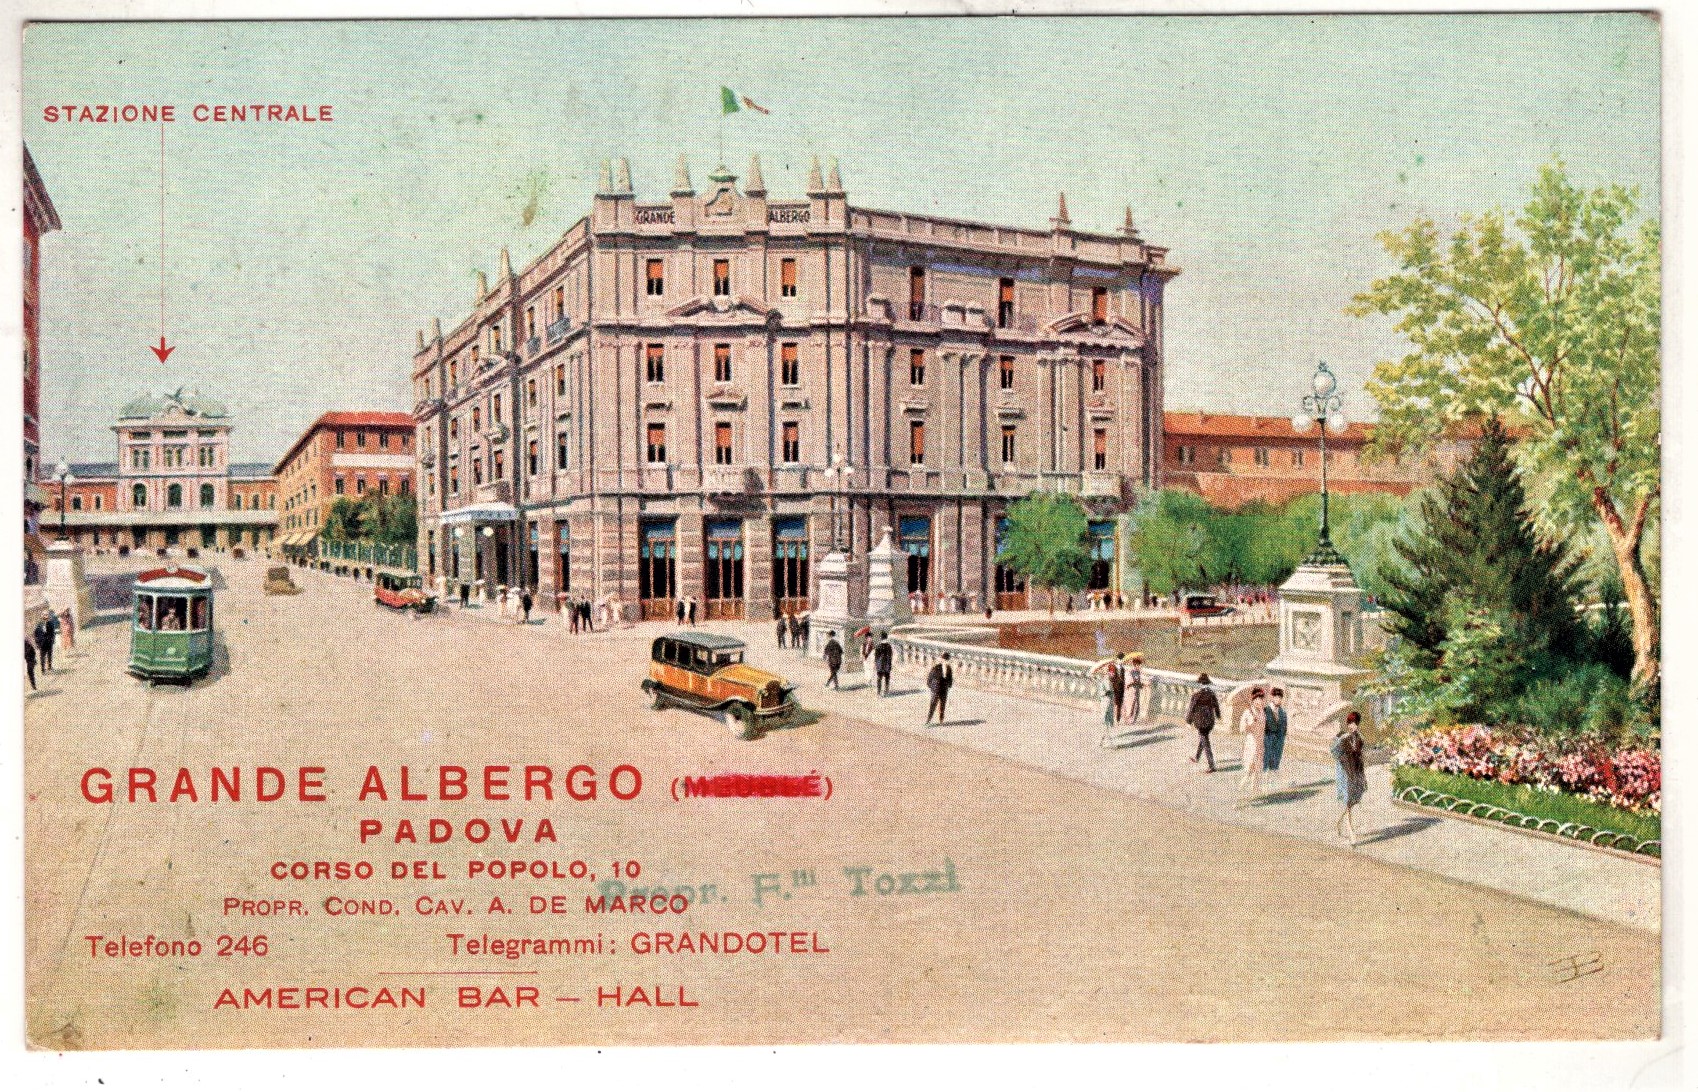 STAZIONE CENTRALE
GRANDE ALBERGO
GRANDE ALBERGO (MEUBLÉ)
PADOVA
CORSO DEL POPOLO, 10
PROPR. COND. CAV. A. DE MARCO
Propr. F.lli Tozzi
Telefono 246 Telegrammi: GRANDOTEL
AMERICAN BAR – HALL